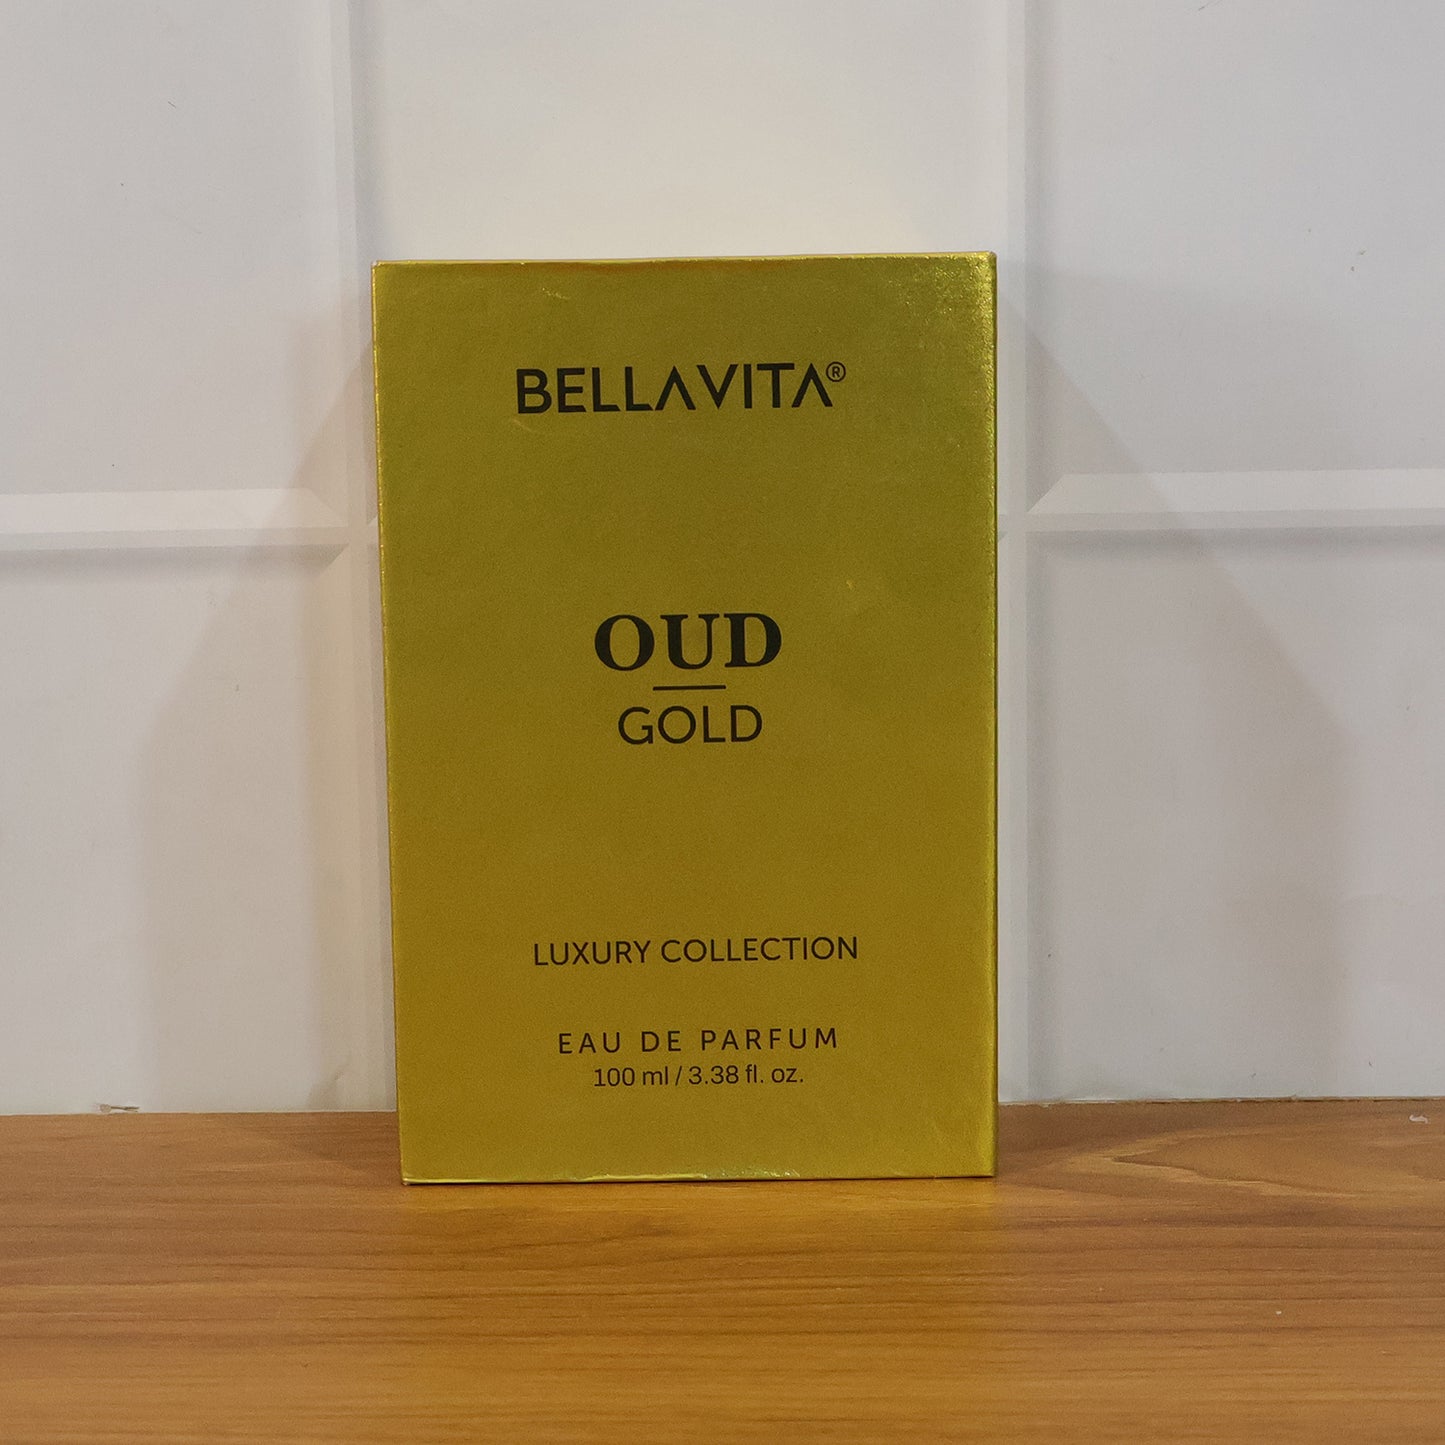 BELLAVITA®
OUD
GOLD
LUXURY COLLECTION
EAU DE PARFUM
100 ml / 3.38 fl. oz.